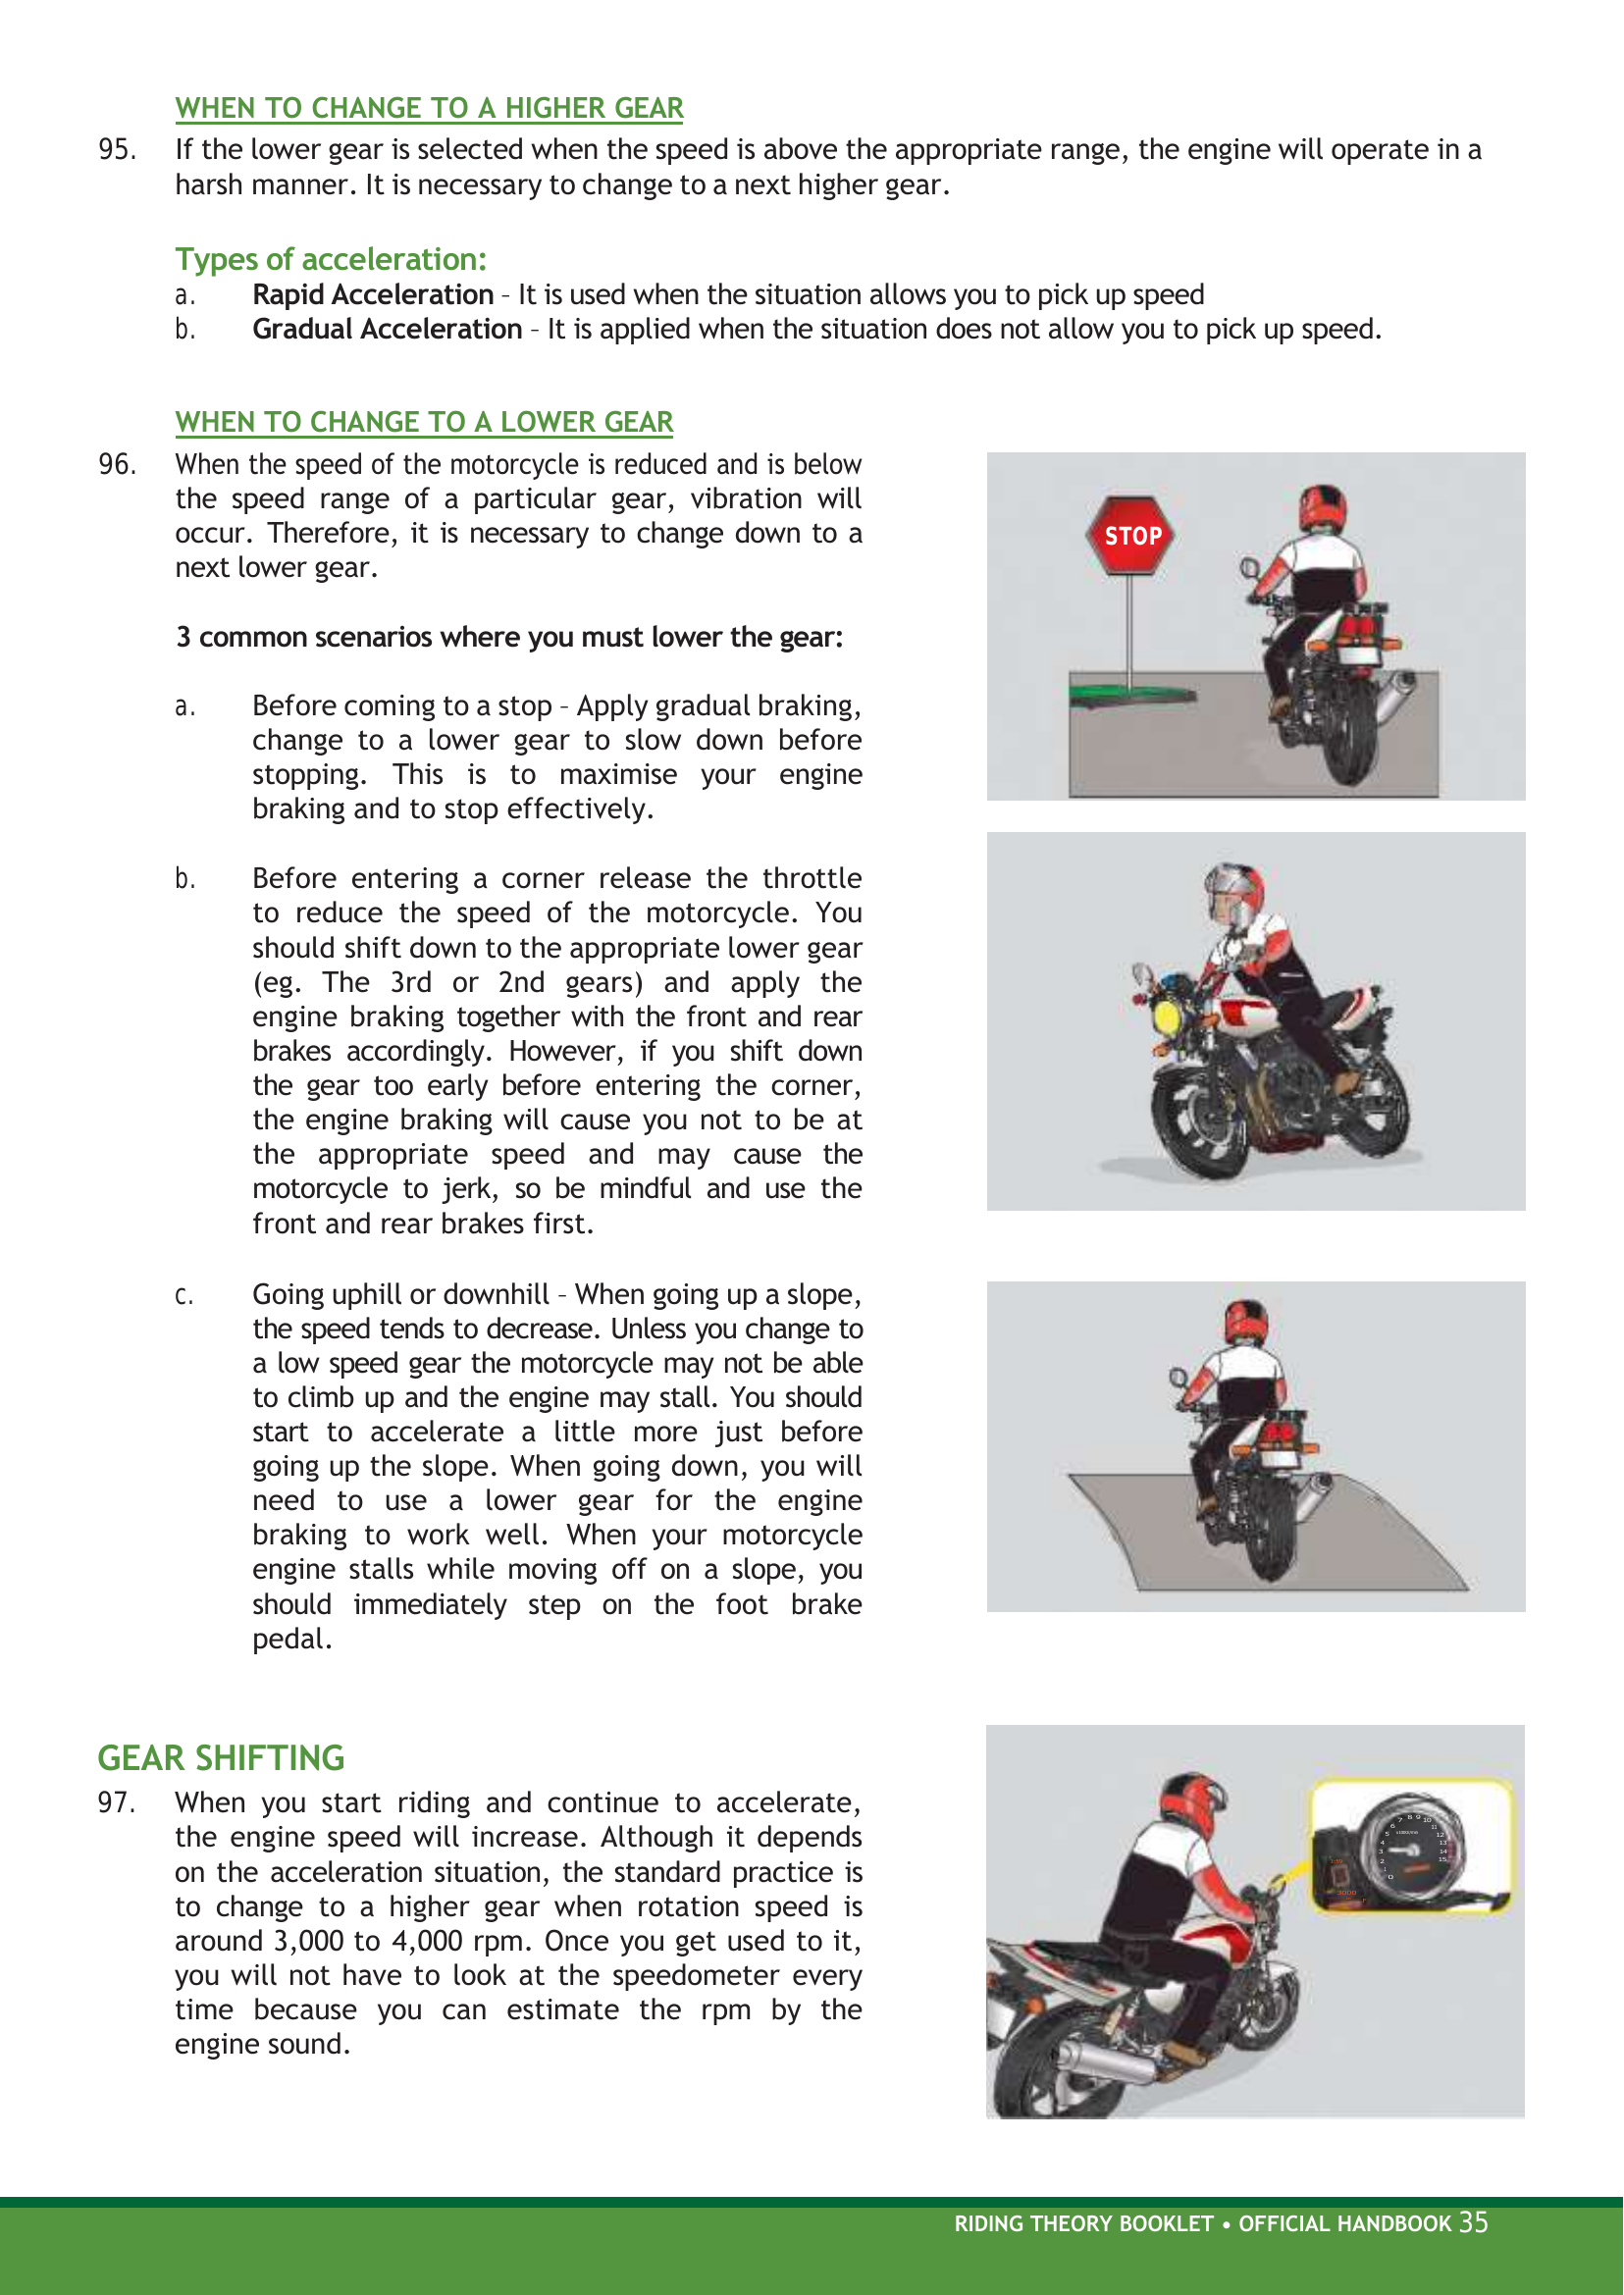 WHEN TO CHANGE TO A HIGHER GEAR
95. If the lower gear is selected when the speed is above the appropriate range, the engine will operate in a
harsh manner. It is necessary to change to a next higher gear.
Types of acceleration:
a. Rapid Acceleration – It is used when the situation allows you to pick up speed
b. Gradual Acceleration – It is applied when the situation does not allow you to pick up speed.
WHEN TO CHANGE TO A LOWER GEAR
96. When the speed of the motorcycle is reduced and is below
the speed range of a particular gear, vibration will
occur. Therefore, it is necessary to change down to a
next lower gear.
3 common scenarios where you must lower the gear:
a. Before coming to a stop – Apply gradual braking,
change to a lower gear to slow down before
stopping. This is to maximise your engine
braking and to stop effectively.
STOP
b. Before entering a corner release the throttle
to reduce the speed of the motorcycle. You
should shift down to the appropriate lower gear
(eg. The 3rd or 2nd gears) and apply the
engine braking together with the front and rear
brakes accordingly. However, if you shift down
the gear too early before entering the corner,
the engine braking will cause you not to be at
the appropriate speed and may cause the
motorcycle to jerk, so be mindful and use the
front and rear brakes first.
c. Going uphill or downhill – When going up a slope,
the speed tends to decrease. Unless you change to
a low speed gear the motorcycle may not be able
to climb up and the engine may stall. You should
start to accelerate a little more just before
going up the slope. When going down, you will
need to use a lower gear for the engine
braking to work well. When your motorcycle
engine stalls while moving off on a slope, you
should immediately step on the foot brake
pedal.
GEAR SHIFTING
97. When you start riding and continue to accelerate,
the engine speed will increase. Although it depends
on the acceleration situation, the standard practice is
to change to a higher gear when rotation speed is
around 3,000 to 4,000 rpm. Once you get used to it,
you will not have to look at the speedometer every
time because you can estimate the rpm by the
engine sound.
0 1 2 3 4 5 6 7 8 9 10 11 12 13 14 15
RIDING THEORY BOOKLET • OFFICIAL HANDBOOK 35